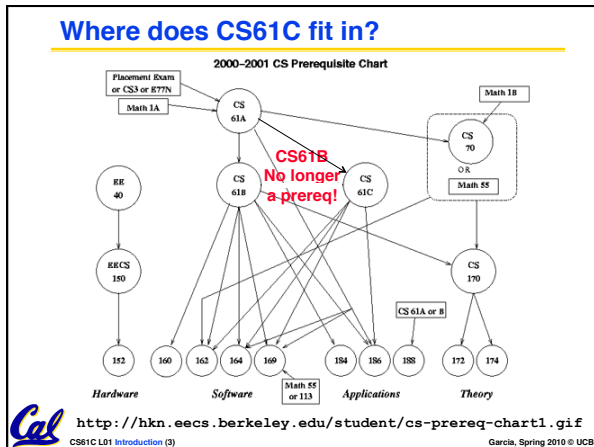 Where does CS61C fit in?
2000–2001 CS Prerequisite Chart
Placement Exam
or CS3 or E77N
Math 1A
CS
61A
Math 1B
CS
70
OR
Math 55
CS61B
No longer
a prereq!
EE
40
CS
61B
CS
61C
EECS
150
CS
170
CS 61A or B
152
160
162
164
169
184
186
188
172
174
Math 55
or 113
Hardware
Software
Applications
Theory
Cal
http://hkn.eecs.berkeley.edu/student/cs-prereq-chart1.gif
CS61C L01 Introduction (3)
Garcia, Spring 2010 © UCB